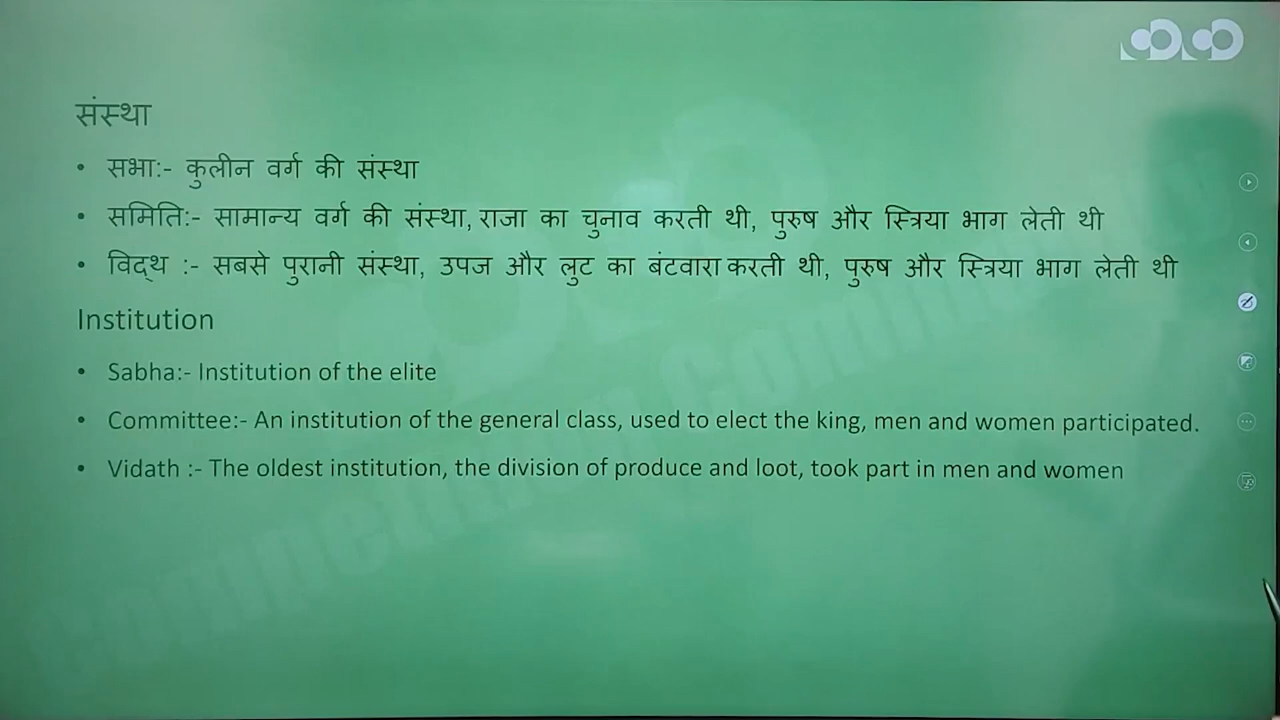 संस्था
• सभा:- कुलीन वर्ग की संस्था
• समिति:- सामान्य वर्ग की संस्था, राजा का चुनाव करती थी, पुरुष और स्त्रिया भाग लेती थी
• विद्थ :- सबसे पुरानी संस्था, उपज और लुट का बंटवारा करती थी, पुरुष और स्त्रिया भाग लेती थी
Institution
• Sabha:- Institution of the elite
• Committee:- An institution of the general class, used to elect the king, men and women participated.
• Vidath :- The oldest institution, the division of produce and loot, took part in men and women